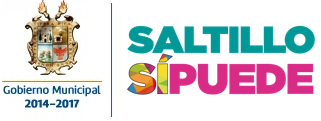 Gobierno Municipal
2014–2017
SALTILLO
SÍPUEDE